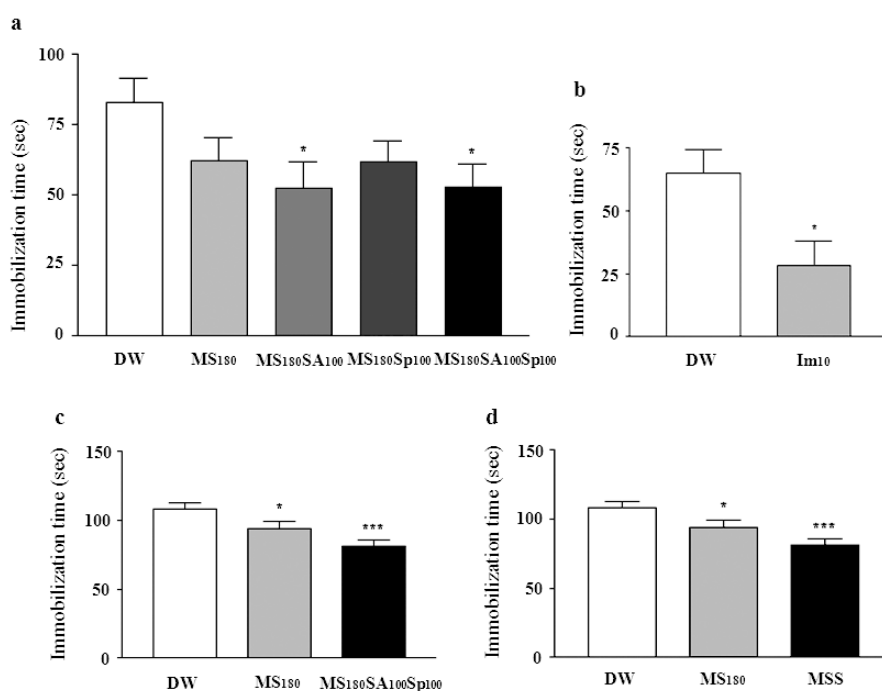 a
Immobilization time (sec)
100
75
50
25
0
*
*
DW MS180 MS180SA100 MS180Sp100 MS180SA100Sp100
b
Immobilization time (sec)
75
50
25
0
*
DW Im10
c
Immobilization time (sec)
150
100
50
0
*
***
DW MS180 MS180SA100Sp100
d
Immobilization time (sec)
150
100
50
0
*
***
DW MS180 MSS